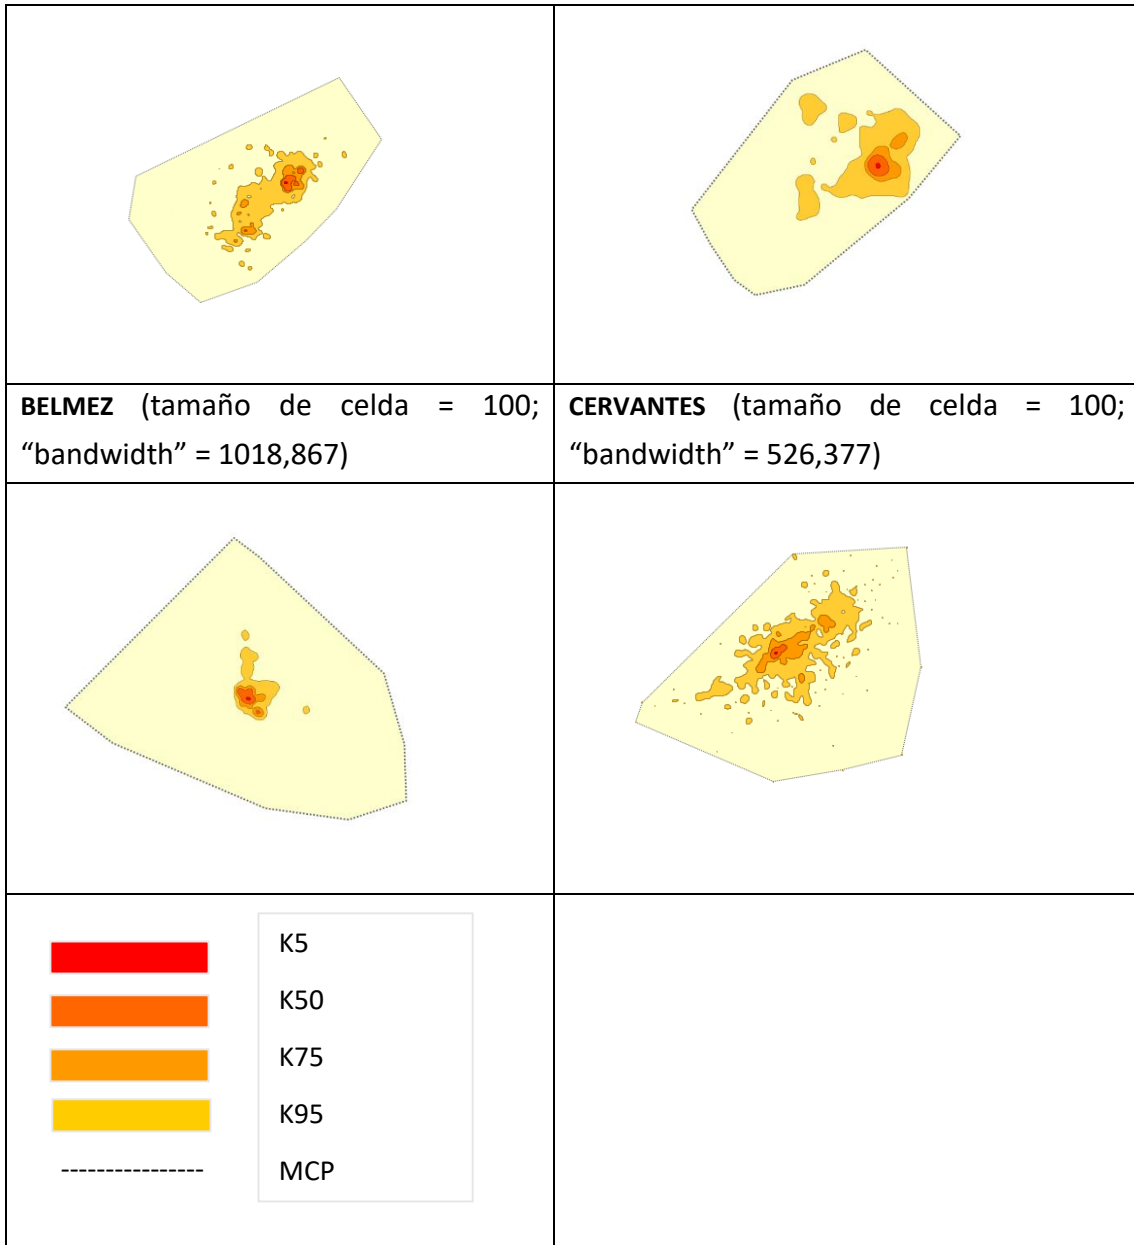 BELMEZ (tamaño de celda = 100;
“bandwidth” = 1018,867)
CERVANTES (tamaño de celda = 100;
“bandwidth” = 526,377)
K5
K50
K75
K95
MCP